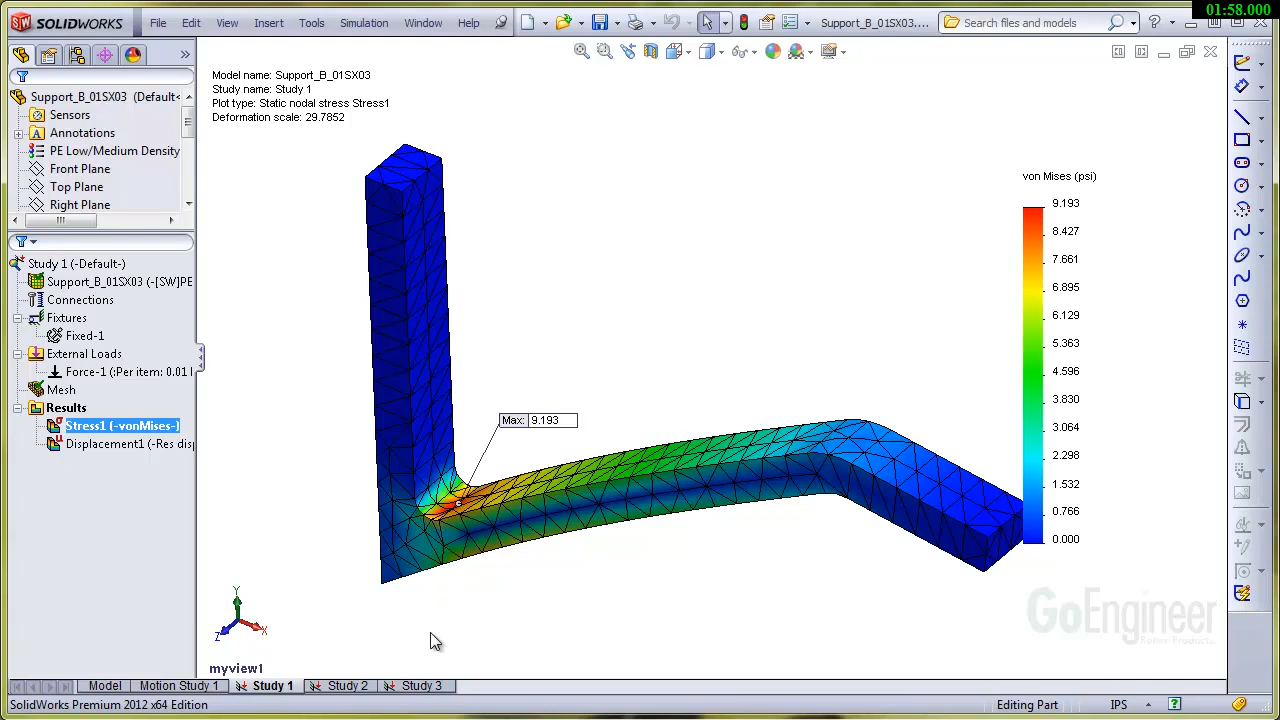 01:58.000
SOLIDWORKS File Edit View Insert Tools Simulation Window Help Support_B_01SX03.... Search files and models
Model name: Support_B_01SX03
Study name: Study 1
Plot type: Static nodal stress Stress1
Deformation scale: 29.7852
Support_B_01SX03 (Default<
Sensors
Annotations
PE Low/Medium Density
Front Plane
Top Plane
Right Plane
Study 1 (-Default-)
Support_B_01SX03 (-[SW]PE
Connections
Fixtures
Fixed-1
External Loads
Force-1 (:Per item: 0.01 l
Mesh
Results
Stress1 (-vonMises-)
Displacement1 (-Res disp
von Mises (psi)
9.193
8.427
7.661
6.895
6.129
5.363
4.596
3.830
3.064
2.298
1.532
0.766
0.000
Max: 9.193
Y
X
Z
GoEngineer
Better Products.
myview1
Model Motion Study 1 Study 1 Study 2 Study 3
SolidWorks Premium 2012 x64 Edition Editing Part IPS